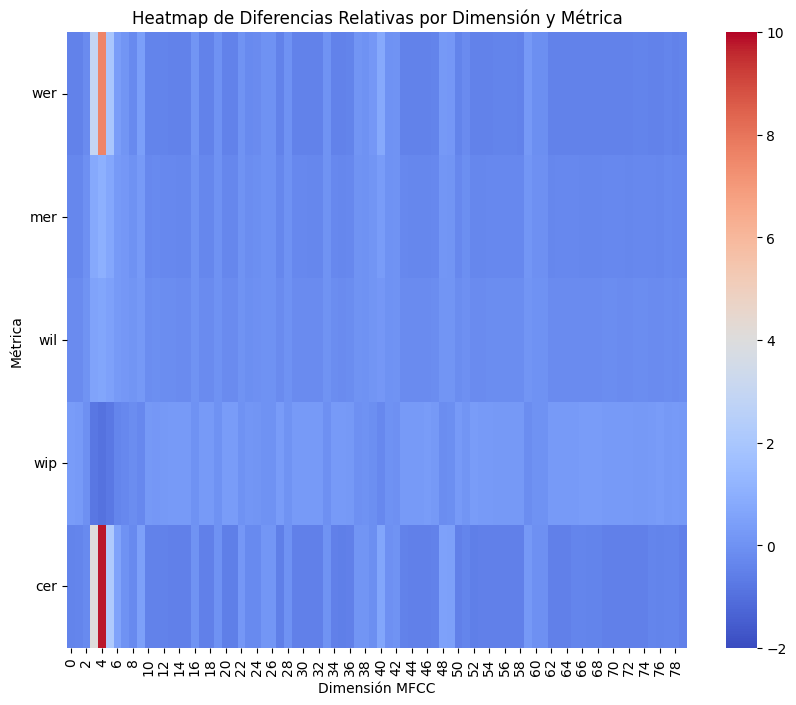 Heatmap de Diferencias Relativas por Dimensión y Métrica
wer
mer
wil
wip
cer
Métrica
0 2 4 6 8 10 12 14 16 18 20 22 24 26 28 30 32 34 36 38 40 42 44 46 48 50 52 54 56 58 60 62 64 66 68 70 72 74 76 78
Dimensión MFCC
10
8
6
4
2
0
−2